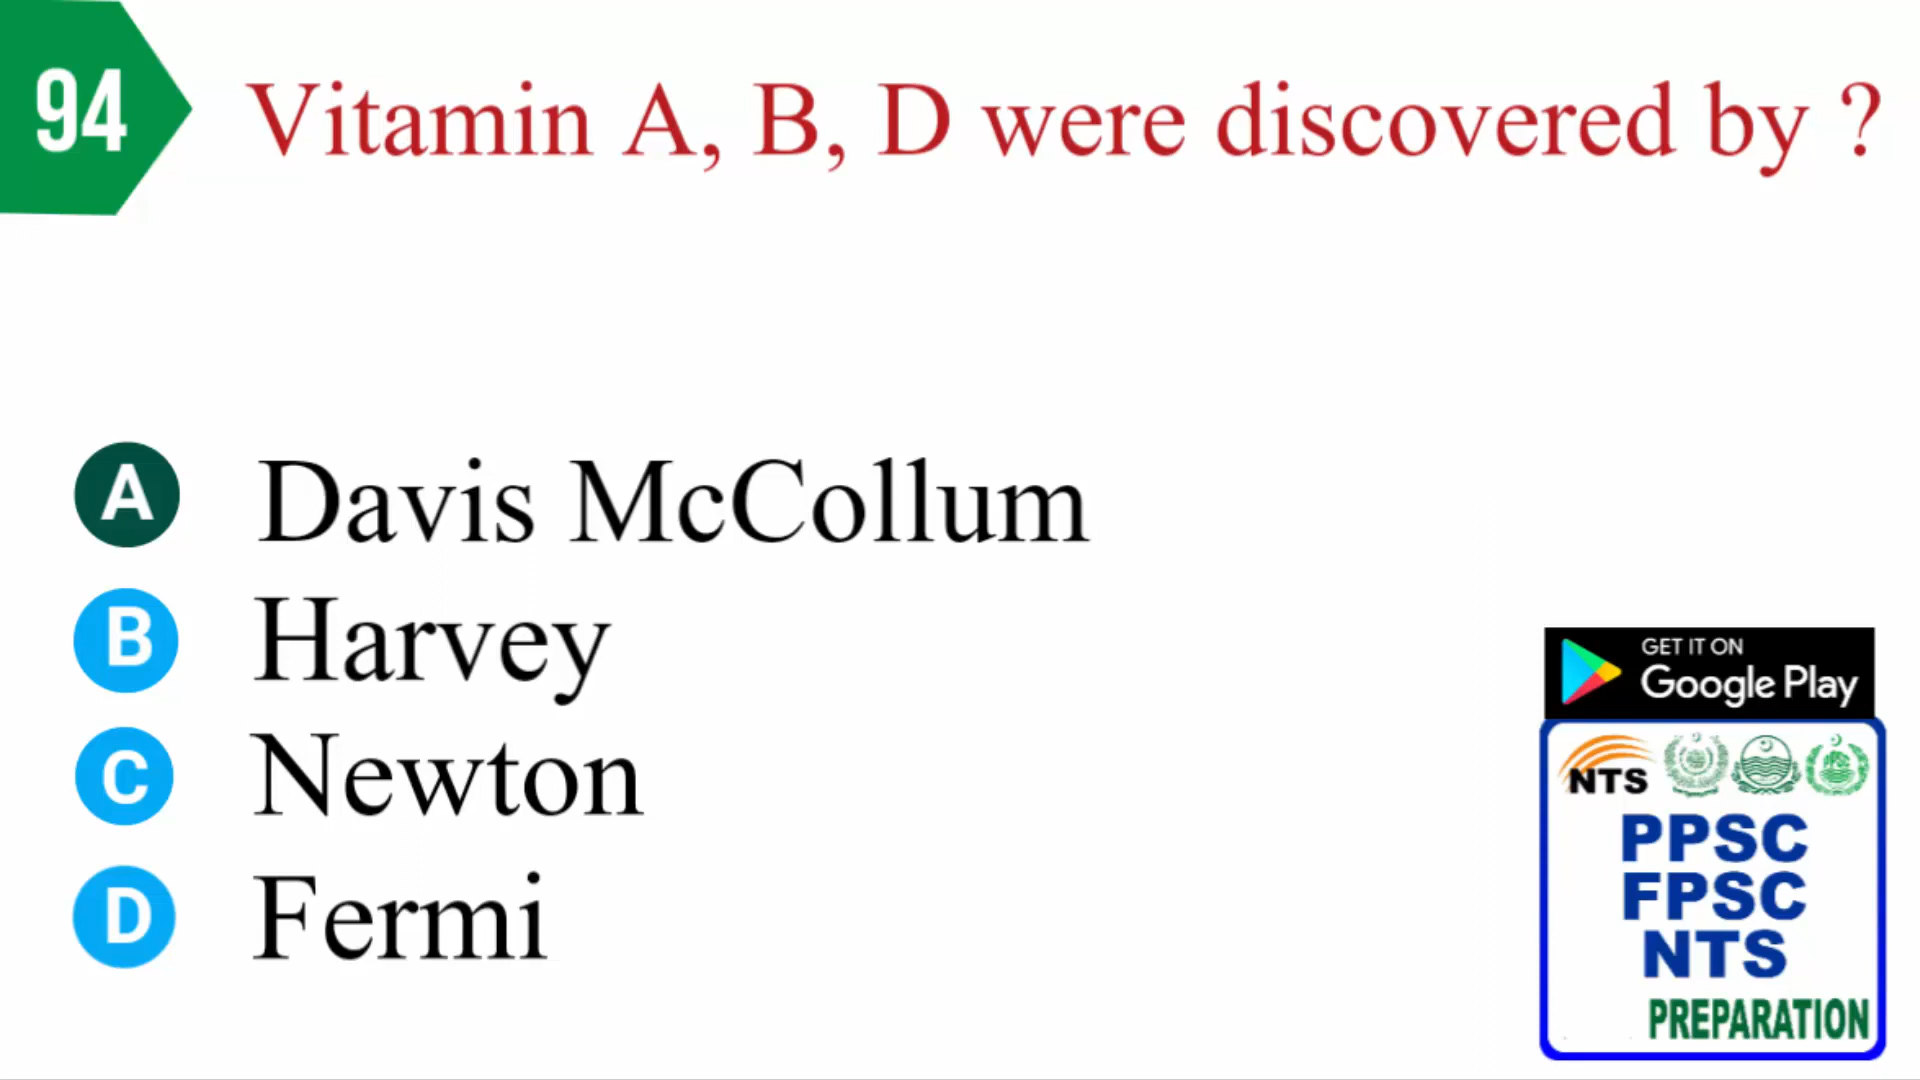 94
Vitamin A, B, D were discovered by ?
A Davis McCollum
B Harvey
C Newton
D Fermi
GET IT ON
Google Play
NTS
PPSC
FPSC
NTS
PREPARATION